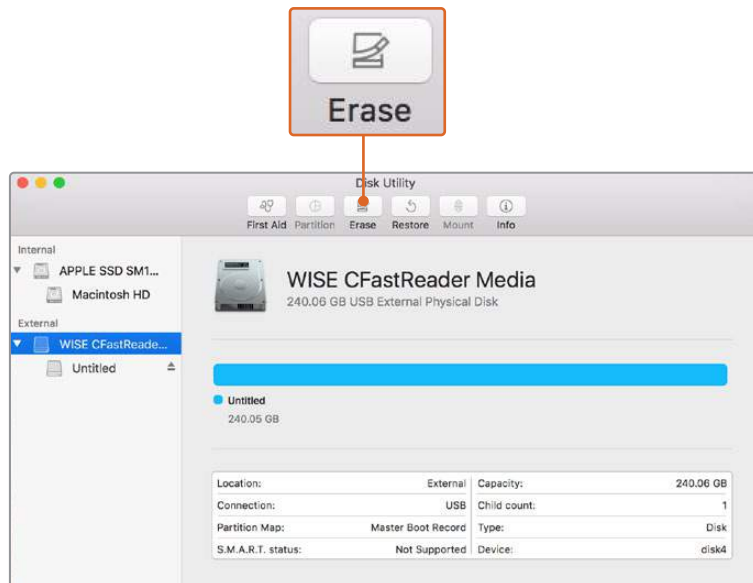 Erase
Disk Utility
First Aid Partition Erase Restore Mount Info
Internal
APPLE SSD SM1...
Macintosh HD
External
WISE CFastReade...
Untitled
WISE CFastReader Media
240.06 GB USB External Physical Disk
Untitled
240.05 GB
Location: External Capacity: 240.06 GB
Connection: USB Child count: 1
Partition Map: Master Boot Record Type: Disk
S.M.A.R.T. status: Not Supported Device: disk4